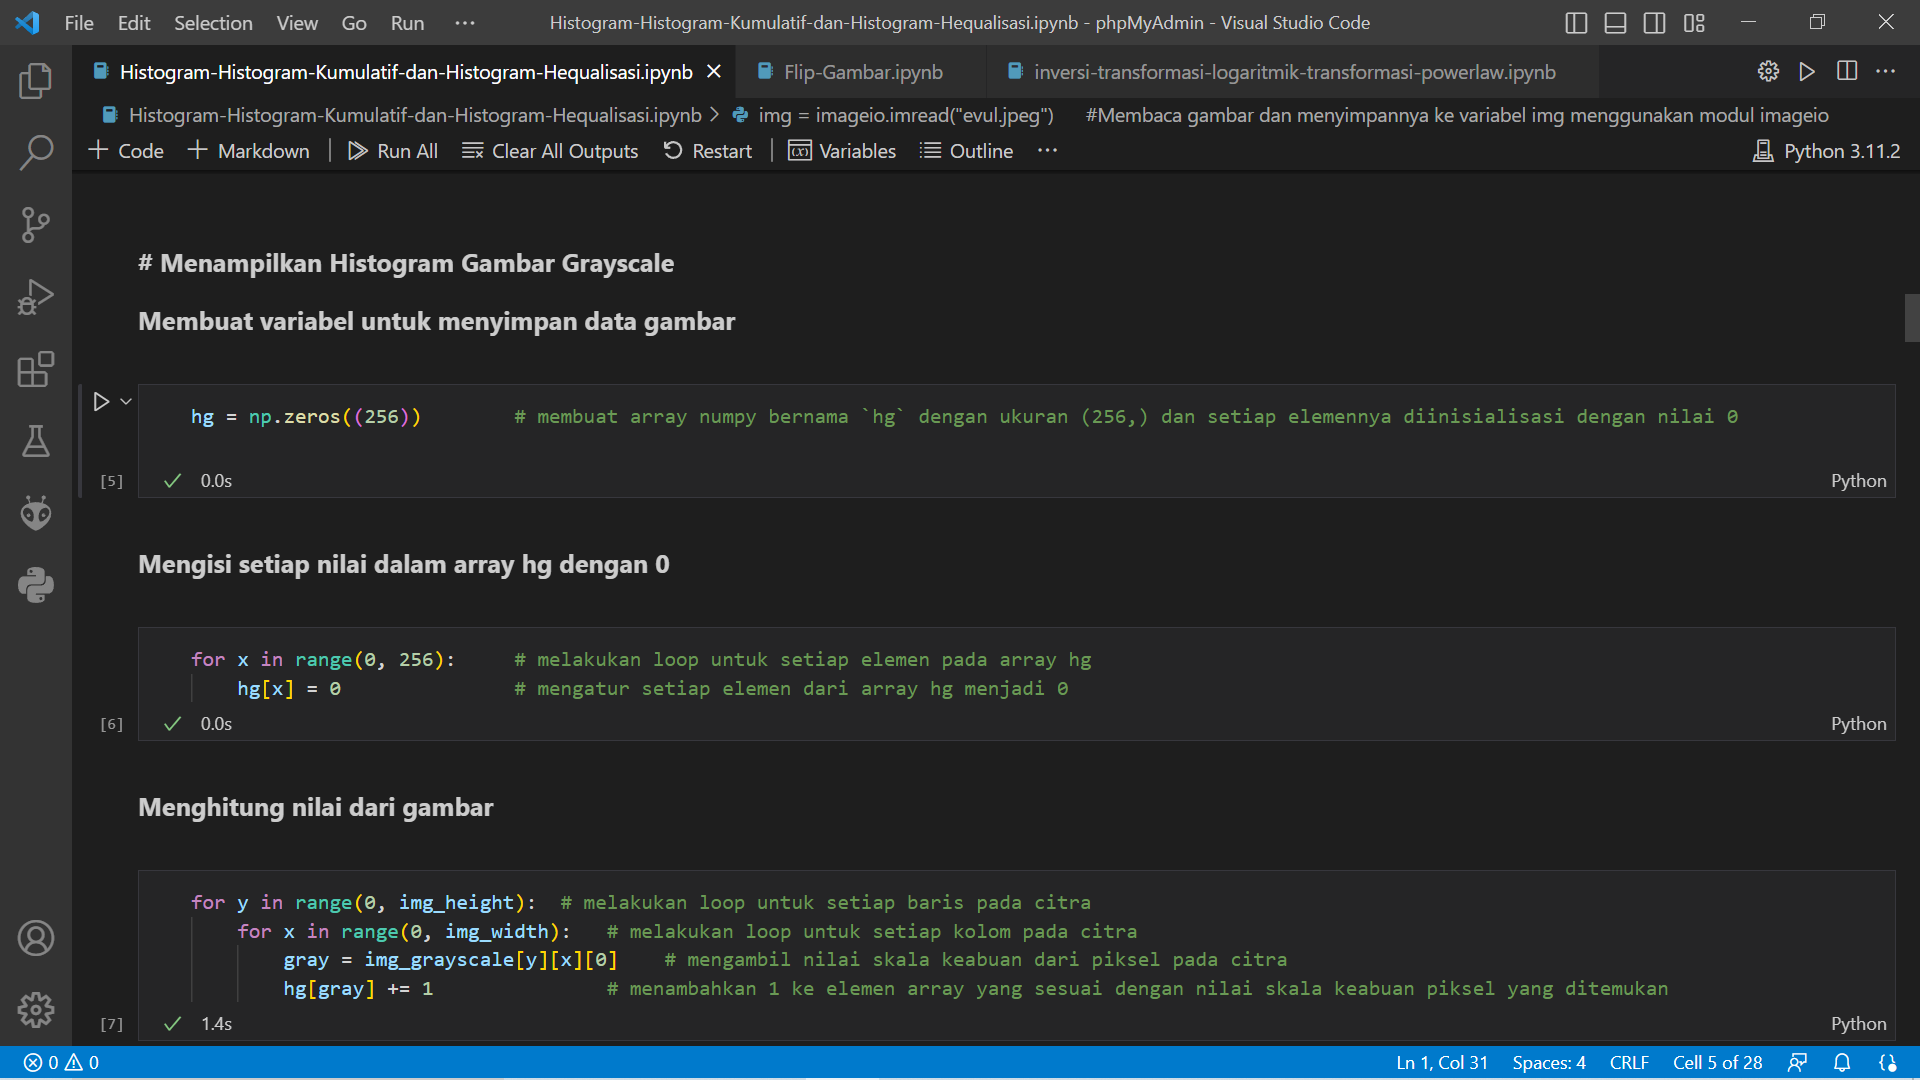 File Edit Selection View Go Run ··· Histogram-Histogram-Kumulatif-dan-Histogram-Hequalisasi.ipynb - phpMyAdmin - Visual Studio Code
Histogram-Histogram-Kumulatif-dan-Histogram-Hequalisasi.ipynb Flip-Gambar.ipynb inversi-transformasi-logaritmik-transformasi-powerlaw.ipynb
Histogram-Histogram-Kumulatif-dan-Histogram-Hequalisasi.ipynb > img = imageio.imread("evul.jpeg") #Membaca gambar dan menyimpannya ke variabel img menggunakan modul imageio
+ Code + Markdown | Run All Clear All Outputs Restart | Variables Outline ··· Python 3.11.2
# Menampilkan Histogram Gambar Grayscale
Membuat variabel untuk menyimpan data gambar
hg = np.zeros((256)) # membuat array numpy bernama `hg` dengan ukuran (256,) dan setiap elemennya diinisialisasi dengan nilai 0
[5] 0.0s Python
Mengisi setiap nilai dalam array hg dengan 0
for x in range(0, 256): # melakukan loop untuk setiap elemen pada array hg
hg[x] = 0 # mengatur setiap elemen dari array hg menjadi 0
[6] 0.0s Python
Menghitung nilai dari gambar
for y in range(0, img_height): # melakukan loop untuk setiap baris pada citra
for x in range(0, img_width): # melakukan loop untuk setiap kolom pada citra
gray = img_grayscale[y][x][0] # mengambil nilai skala keabuan dari piksel pada citra
hg[gray] += 1 # menambahkan 1 ke elemen array yang sesuai dengan nilai skala keabuan piksel yang ditemukan
[7] 1.4s Python
0 0 Ln 1, Col 31 Spaces: 4 CRLF Cell 5 of 28